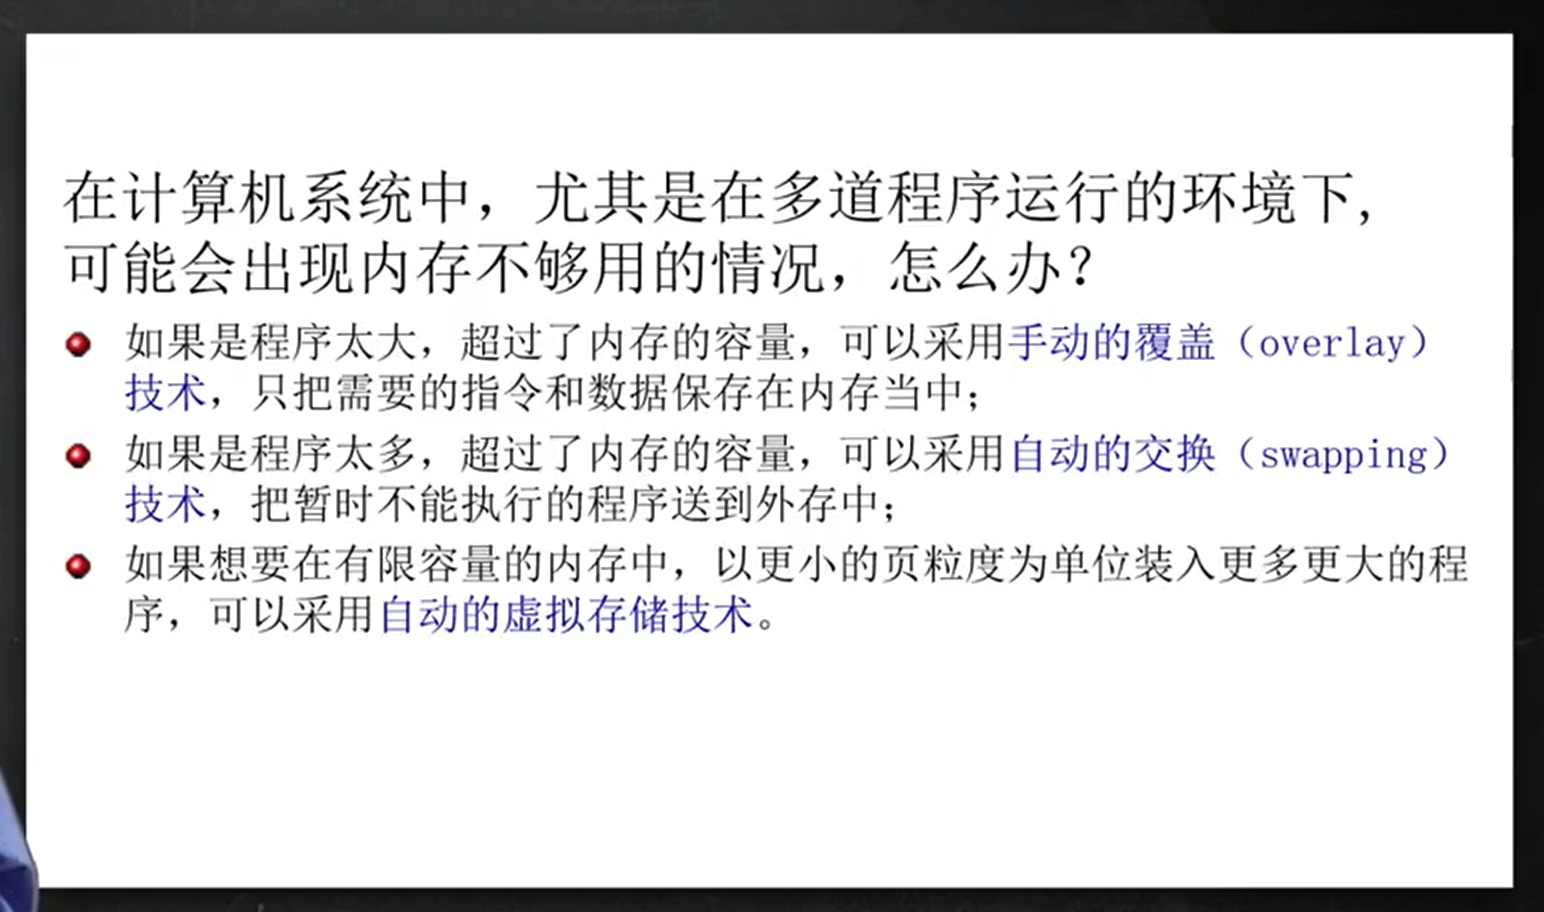 在计算机系统中，尤其是在多道程序运行的环境下，
可能会出现内存不够用的情况，怎么办？
如果是程序太大，超过了内存的容量，可以采用手动的覆盖（overlay）
技术，只把需要的指令和数据保存在内存当中；
如果是程序太多，超过了内存的容量，可以采用自动的交换（swapping）
技术，把暂时不能执行的程序送到外存中；
如果想要在有限容量的内存中，以更小的页粒度为单位装入更多更大的程
序，可以采用自动的虚拟存储技术。